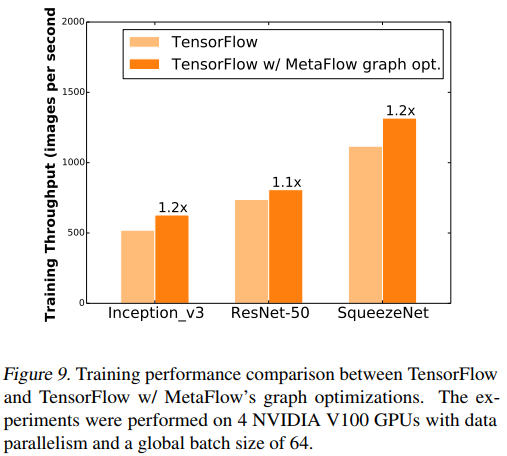 2000
TensorFlow
TensorFlow w/ MetaFlow graph opt.
1500
1000
500
0
Training Throughput (images per second
1.2x
1.1x
1.2x
Inception_v3
ResNet-50
SqueezeNet
Figure 9. Training performance comparison between TensorFlow
and TensorFlow w/ MetaFlow's graph optimizations. The ex-
periments were performed on 4 NVIDIA V100 GPUs with data
parallelism and a global batch size of 64.